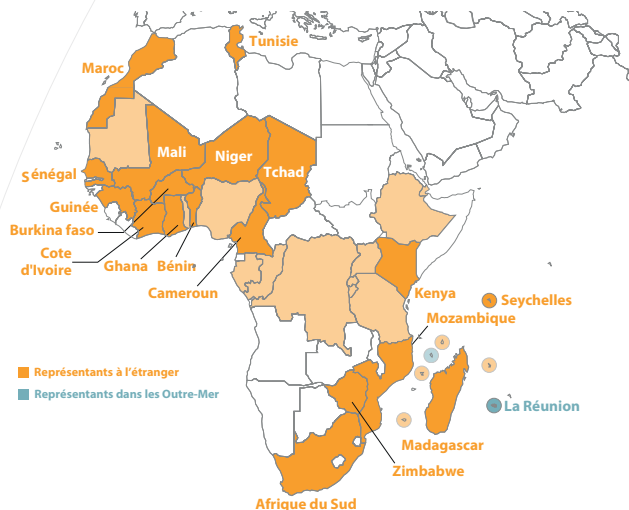 Tunisie
Maroc
Mali
Niger
Tchad
Sénégal
Guinée
Burkina faso
Cote
d'Ivoire
Ghana
Bénin
Cameroun
Kenya
Seychelles
Mozambique
Représentants à l'étranger
Représentants dans les Outre-Mer
La Réunion
Madagascar
Zimbabwe
Afrique du Sud